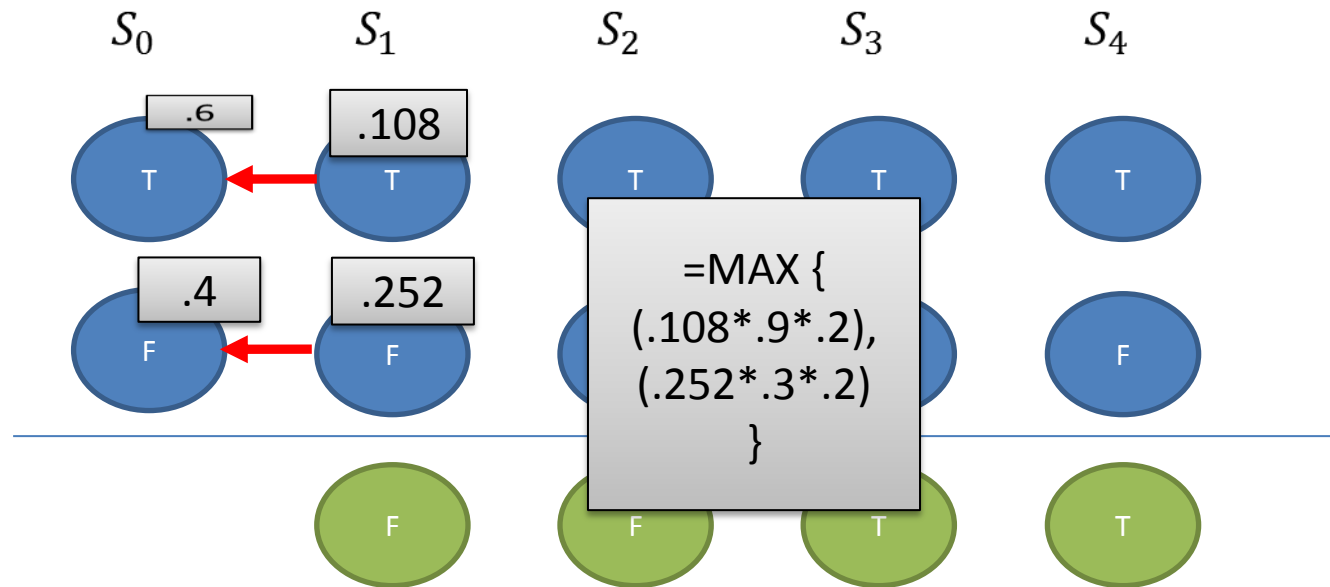 S₀ S₁ S₂ S₃ S₄
.6 .108
T T T T T
.4 .252
F F F
=MAX {
(.108*.9*.2),
(.252*.3*.2)
}
F F T T